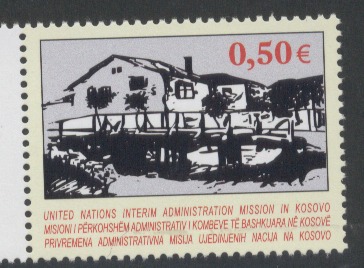 0,50€
UNITED NATIONS INTERIM ADMINISTRATION MISSION IN KOSOVO
MISIONI I PËRKOHSHËM ADMINISTRATIV I KOMBEVE TË BASHKUARA NË KOSOVË
PRIVREMENA ADMINISTRATIVNA MISIJA UJEDINJENIH NACIJA NA KOSOVO